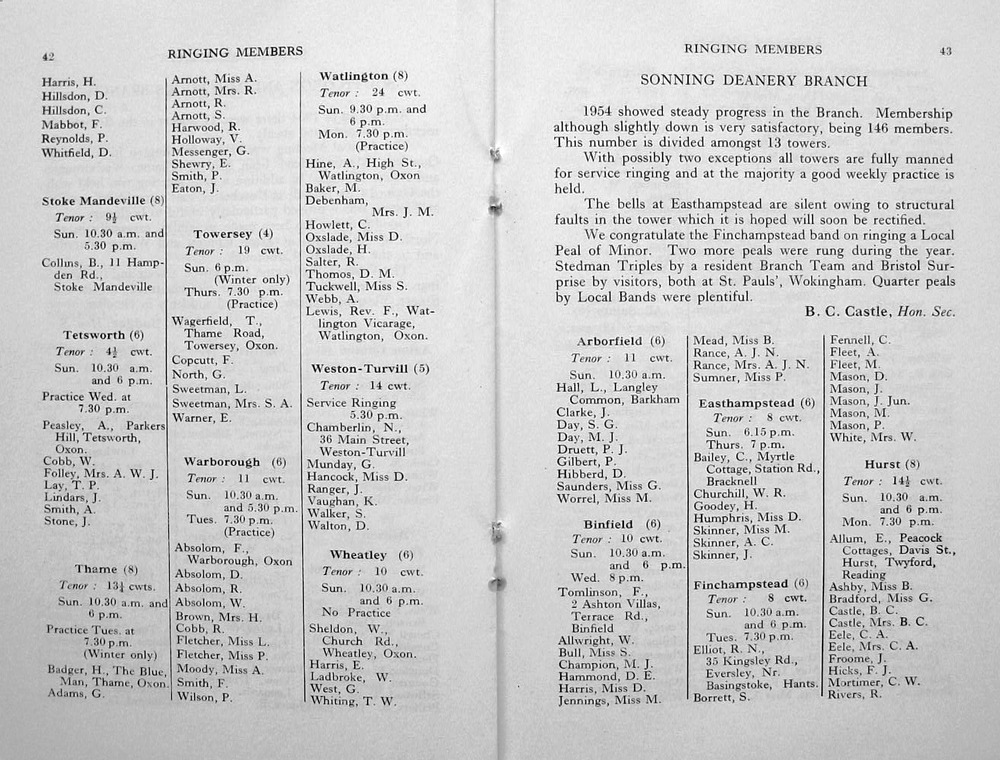 42
RINGING MEMBERS
Harris, H.
Hillsdon, D.
Hillsdon, C.
Mabbot, F.
Reynolds, P.
Whitfield, D.
Stoke Mandeville (8)
Tenor : 9½ cwt.
Sun. 10.30 a.m. and
5.30 p.m.
Collins, B., 11 Hamp-
den Rd.,
Stoke Mandeville
Tetsworth (6)
Tenor : 4½ cwt.
Sun. 10.30 a.m.
and 6 p.m.
Practice Wed. at
7.30 p.m.
Peasley, A., Parkers
Hill, Tetsworth,
Oxon.
Cobb, W.
Folley, Mrs. A. W. J.
Lay, T. P.
Lindars, J.
Smith, A.
Stone, J.
Thame (8)
Tenor : 13½ cwts.
Sun. 10.30 a.m. and
6 p.m.
Practice Tues. at
7.30 p.m.
(Winter only)
Badger, H., The Blue,
Man, Thame, Oxon.
Adams, G.
Arnott, Miss A.
Arnott, Mrs. R.
Arnott, R.
Arnott, S.
Harwood, R.
Holloway, V.
Messenger, G.
Shewry, E.
Smith, P.
Eaton, J.
Towersey (4)
Tenor : 19 cwt.
Sun. 6 p.m.
(Winter only)
Thurs. 7.30 p.m.
(Practice)
Wagerfield, T.,
Thame Road,
Towersey, Oxon.
Copcutt, F.
North, G.
Sweetman, L.
Sweetman, Mrs. S. A.
Warner, E.
Warborough (6)
Tenor : 11 cwt.
Sun. 10.30 a.m.
and 5.30 p.m.
Tues. 7.30 p.m.
(Practice)
Absolom, F.,
Warborough, Oxon
Absolom, D.
Absolom, R.
Absolom, W.
Brown, Mrs. H.
Cobb, R.
Fletcher, Miss L.
Fletcher, Miss P.
Moody, Miss A.
Smith, F.
Wilson, P.
Watlington (8)
Tenor : 24 cwt.
Sun. 9.30 p.m. and
6 p.m.
Mon. 7.30 p.m.
(Practice)
Hine, A., High St.,
Watlington, Oxon
Baker, M.
Debenham,
Mrs. J. M.
Howlett, C.
Oxslade, Miss D.
Oxslade, H.
Salter, R.
Thomos, D. M.
Tuckwell, Miss S.
Webb, A.
Lewis, Rev. F., Wat-
lington Vicarage,
Watlington, Oxon.
Weston-Turvill (5)
Tenor : 14 cwt.
Service Ringing
5.30 p.m.
Chamberlin, N.,
36 Main Street,
Weston-Turvill
Munday, G.
Hancock, Miss D.
Ranger, J.
Vaughan, K.
Walker, S.
Walton, D.
Wheatley (6)
Tenor : 10 cwt.
Sun. 10.30 a.m.
and 6 p.m.
No Practice
Sheldon, W.,
Church Rd.,
Wheatley, Oxon.
Harris, E.
Ladbroke, W.
West, G.
Whiting, T. W.
RINGING MEMBERS
43
SONNING DEANERY BRANCH
1954 showed steady progress in the Branch. Membership
although slightly down is very satisfactory, being 146 members.
This number is divided amongst 13 towers.
With possibly two exceptions all towers are fully manned
for service ringing and at the majority a good weekly practice is
held.
The bells at Easthampstead are silent owing to structural
faults in the tower which it is hoped will soon be rectified.
We congratulate the Finchampstead band on ringing a Local
Peal of Minor. Two more peals were rung during the year.
Stedman Triples by a resident Branch Team and Bristol Sur-
prise by visitors, both at St. Pauls', Wokingham. Quarter peals
by Local Bands were plentiful.
B. C. Castle, Hon. Sec.
Arborfield (6)
Tenor : 11 cwt.
Sun. 10.30 a.m.
Hall, L., Langley
Common, Barkham
Clarke, J.
Day, S. G.
Day, M. J.
Druett, P. J.
Gilbert, P.
Hibberd, D.
Saunders, Miss G.
Worrel, Miss M.
Binfield (6)
Tenor : 10 cwt.
Sun. 10.30 a.m.
and 6 p.m.
Wed. 8 p.m.
Tomlinson, F.,
2 Ashton Villas,
Terrace Rd.,
Binfield
Allwright, W.
Bull, Miss S.
Champion, M. J.
Hammond, D. E.
Harris, Miss D.
Jennings, Miss M.
Mead, Miss B.
Rance, A. J. N.
Rance, Mrs. A. J. N.
Sumner, Miss P.
Easthampstead (6)
Tenor : 8 cwt.
Sun. 6.15 p.m.
Thurs. 7 p.m.
Bailey, C., Myrtle
Cottage, Station Rd.,
Bracknell
Churchill, W. R.
Goodey, H.
Humphris, Miss D.
Skinner, Miss M.
Skinner, A. C.
Skinner, J.
Finchampstead (6)
Tenor : 8 cwt.
Sun. 10.30 a.m.
and 6 p.m.
Tues. 7.30 p.m.
Elliot, R. N.,
35 Kingsley Rd.,
Eversley, Nr.
Basingstoke, Hants.
Borrett, S.
Fennell, C.
Fleet, A.
Fleet, M.
Mason, D.
Mason, J.
Mason, J. Jun.
Mason, M.
Mason, P.
White, Mrs. W.
Hurst (8)
Tenor : 14½ cwt.
Sun. 10.30 a.m.
and 6 p.m.
Mon. 7.30 p.m.
Allum, E., Peacock
Cottages, Davis St.,
Hurst, Twyford,
Reading
Ashby, Miss B.
Bradford, Miss G.
Castle, B. C.
Castle, Mrs. B. C.
Eele, C. A.
Eele, Mrs. C. A.
Froome, J.
Hicks, F. J.
Mortimer, C. W.
Rivers, R.